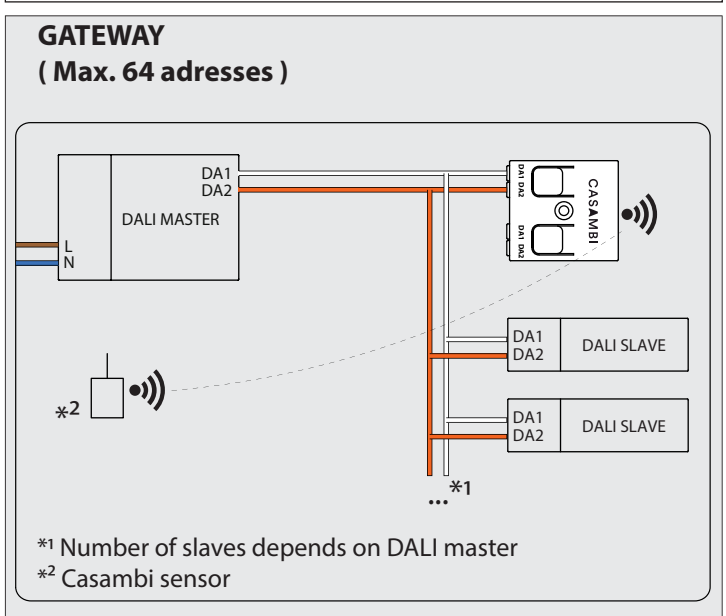 GATEWAY
( Max. 64 adresses )
DA1
DA2
DALI MASTER
L
N
DA1 DA2
DA1 DA2
CASAMBI
DA1
DA2
DALI SLAVE
DA1
DA2
DALI SLAVE
*2
... *1
*1 Number of slaves depends on DALI master
*2 Casambi sensor